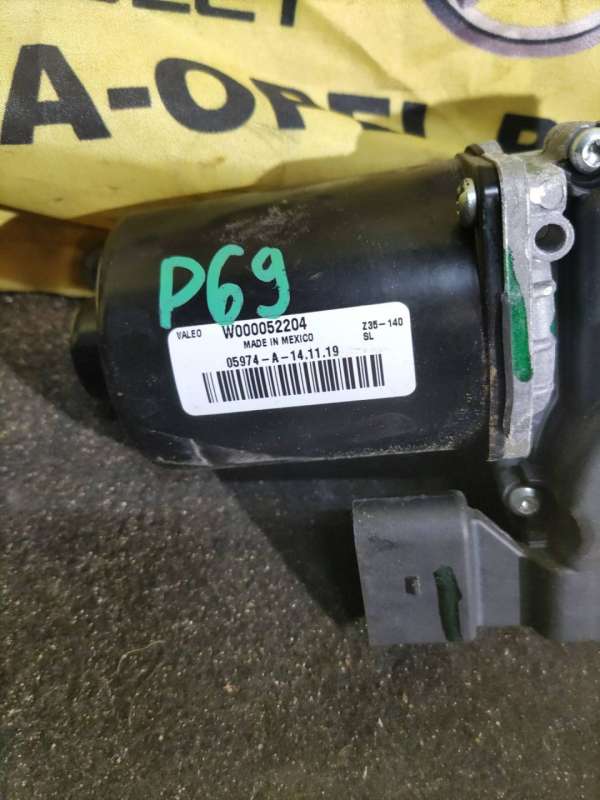 A-OPEL
P69
VALEO W000052204 Z35-140
MADE IN MEXICO SL
05974-A-14.11.19